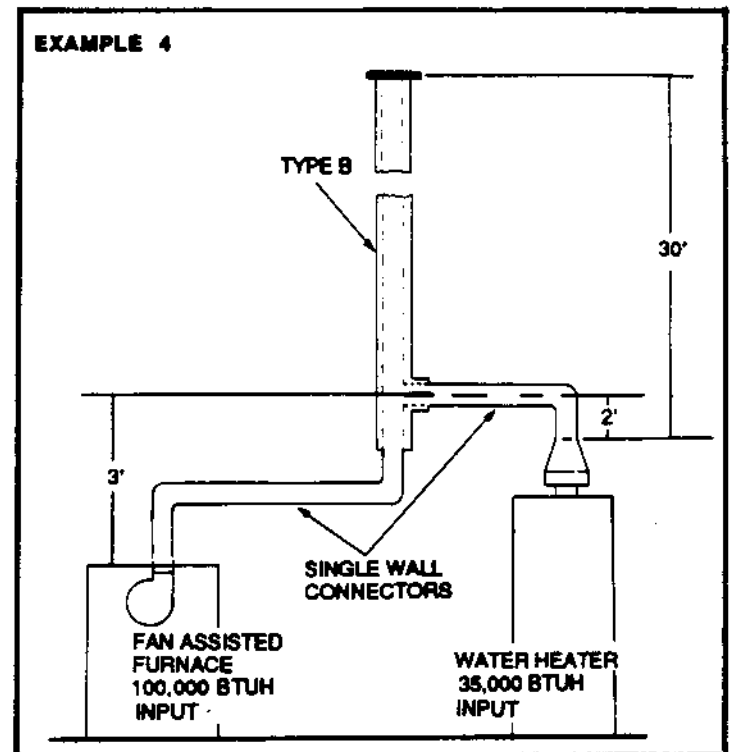 EXAMPLE 4
TYPE B
30'
2'
3'
SINGLE WALL
CONNECTORS
FAN ASSISTED
FURNACE
100,000 BTUH
INPUT
WATER HEATER
35,000 BTUH
INPUT